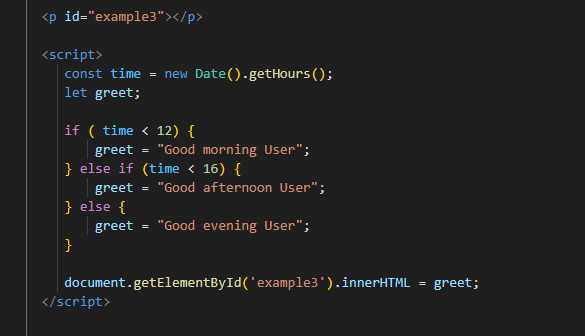 <p id="example3"></p>
<script>
const time = new Date().getHours();
let greet;
if ( time < 12) {
greet = "Good morning User";
} else if (time < 16) {
greet = "Good afternoon User";
} else {
greet = "Good evening User";
}
document.getElementById('example3').innerHTML = greet;
</script>